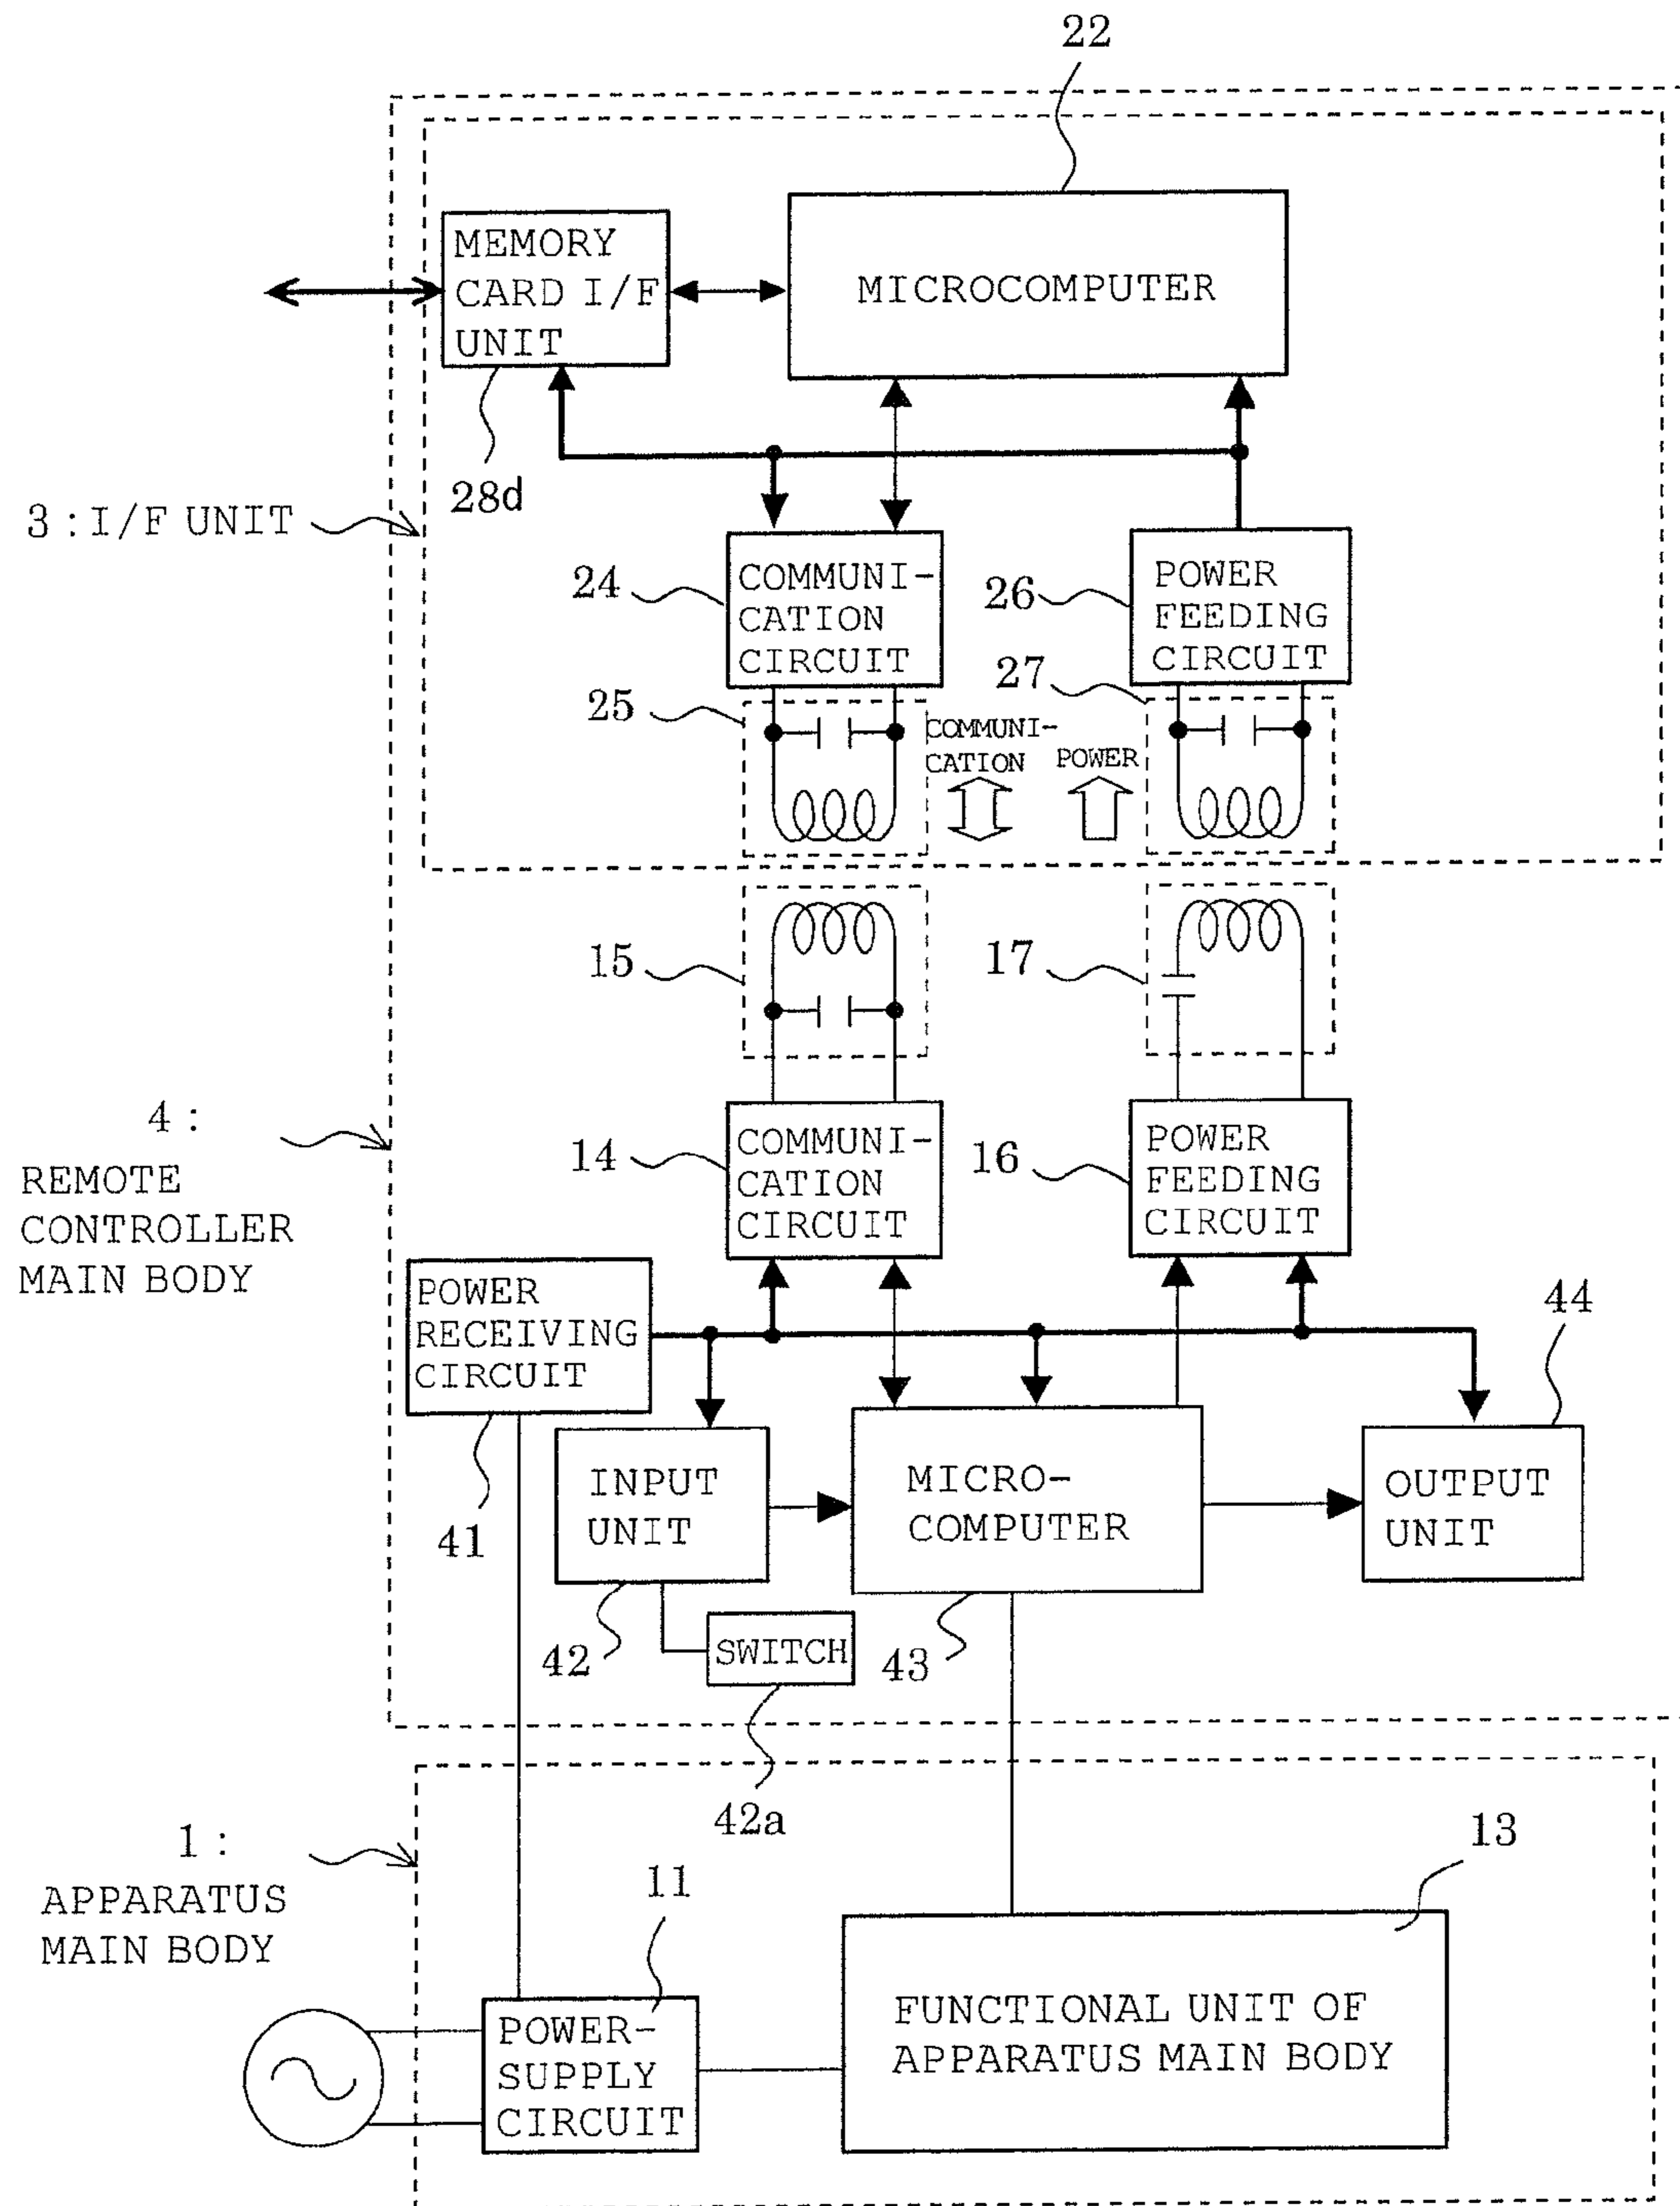 22
MEMORY
CARD I/F
UNIT
MICROCOMPUTER
28d
3 : I/F UNIT
24
COMMUNI-
CATION
CIRCUIT
26
POWER
FEEDING
CIRCUIT
25
COMMUNI-
CATION
POWER
27
15
17
4 :
REMOTE
CONTROLLER
MAIN BODY
14
COMMUNI-
CATION
CIRCUIT
16
POWER
FEEDING
CIRCUIT
POWER
RECEIVING
CIRCUIT
44
41
INPUT
UNIT
MICRO-
COMPUTER
OUTPUT
UNIT
42
SWITCH
43
42a
1 :
APPARATUS
MAIN BODY
11
13
POWER-
SUPPLY
CIRCUIT
FUNCTIONAL UNIT OF
APPARATUS MAIN BODY